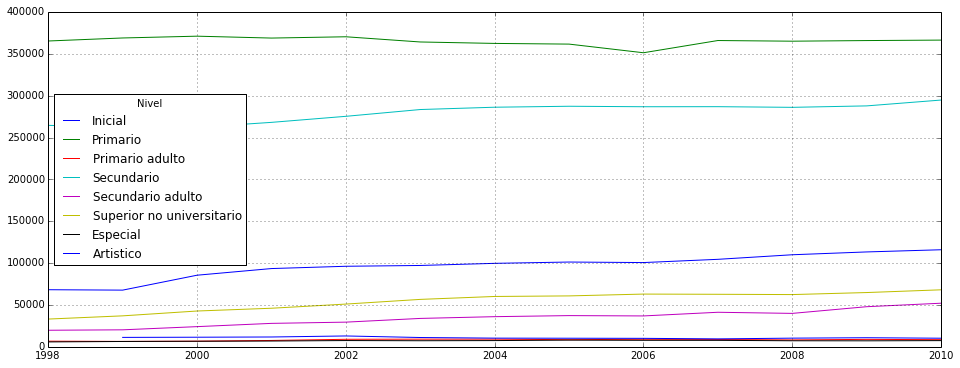 400000
350000
300000
250000
200000
150000
100000
50000
0
Nivel
Inicial
Primario
Primario adulto
Secundario
Secundario adulto
Superior no universitario
Especial
Artistico
1998 2000 2002 2004 2006 2008 2010